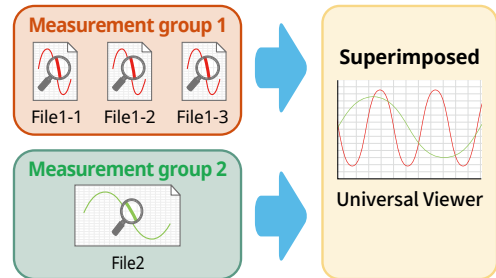 Measurement group 1
File1-1
File1-2
File1-3
Measurement group 2
File2
Superimposed
Universal Viewer